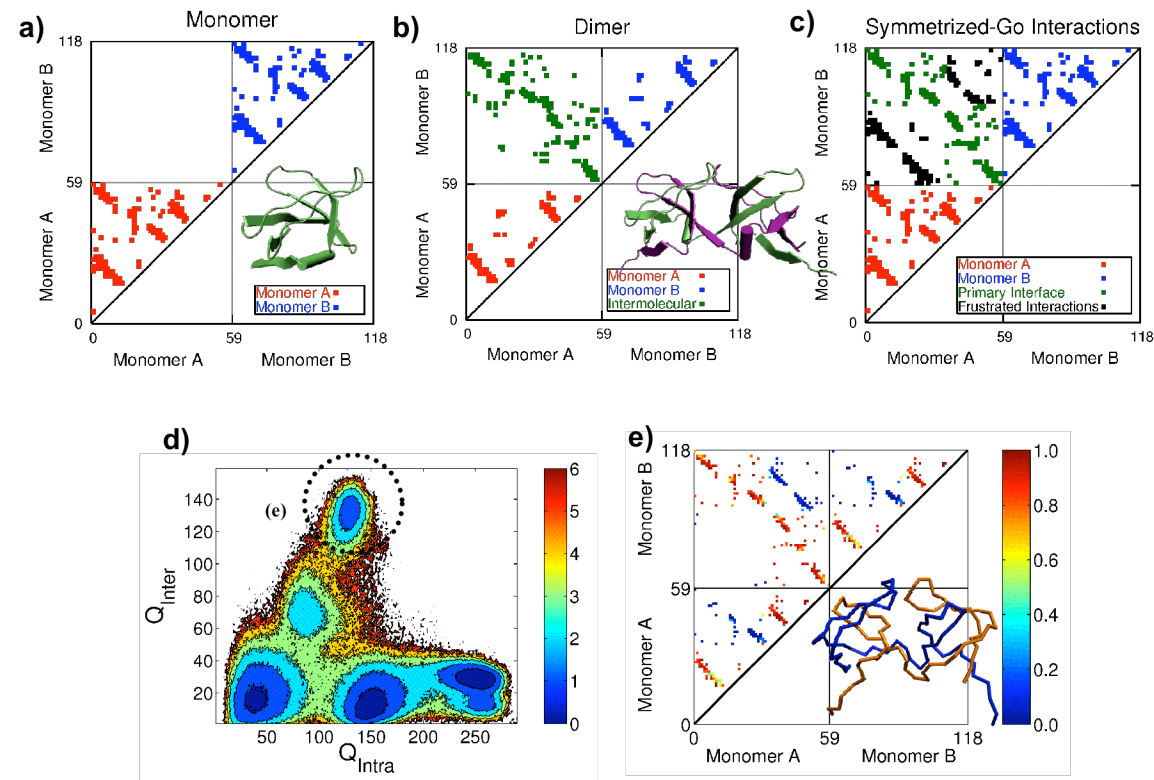 a)
Monomer
118
Monomer B
59
Monomer A
0
Monomer A
Monomer B
0
59
118
Monomer A
Monomer B
b)
Dimer
118
Monomer B
59
Monomer A
0
Monomer A
Monomer B
Intermolecular
0
59
118
Monomer A
Monomer B
c)
Symmetrized-Go Interactions
118
Monomer B
59
Monomer A
0
Monomer A
Monomer B
Primary Interface
Frustrated Interactions
0
59
118
Monomer A
Monomer B
d)
(e)
140
120
100
80
60
40
20
Q Inter
50
100
150
200
250
Q Intra
6
5
4
3
2
1
0
e)
118
Monomer B
59
Monomer A
0
0
59
118
Monomer A
Monomer B
1.0
0.8
0.6
0.4
0.2
0.0